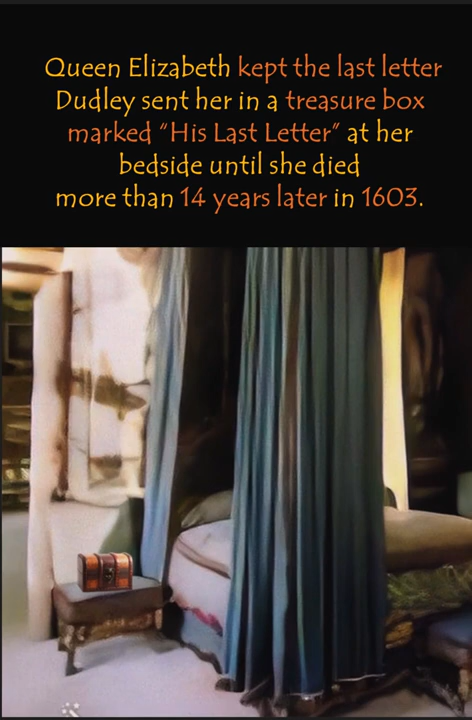 Queen Elizabeth kept the last letter
Dudley sent her in a treasure box
marked “His Last Letter” at her
bedside until she died
more than 14 years later in 1603.